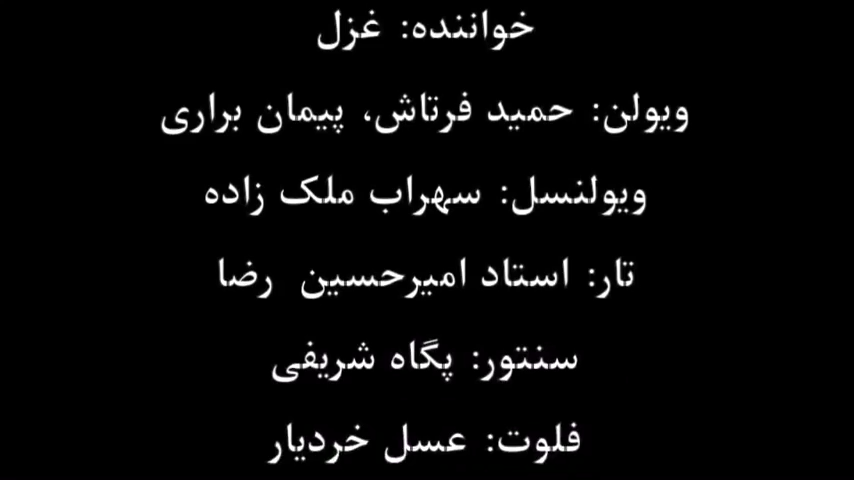 خواننده: غزل
ویولن: حمید فرتاش، پیمان براری
ویولنسل: سهراب ملک زاده
تار: استاد امیرحسین رضا
سنتور: پگاه شریفی
فلوت: عسل خردیار